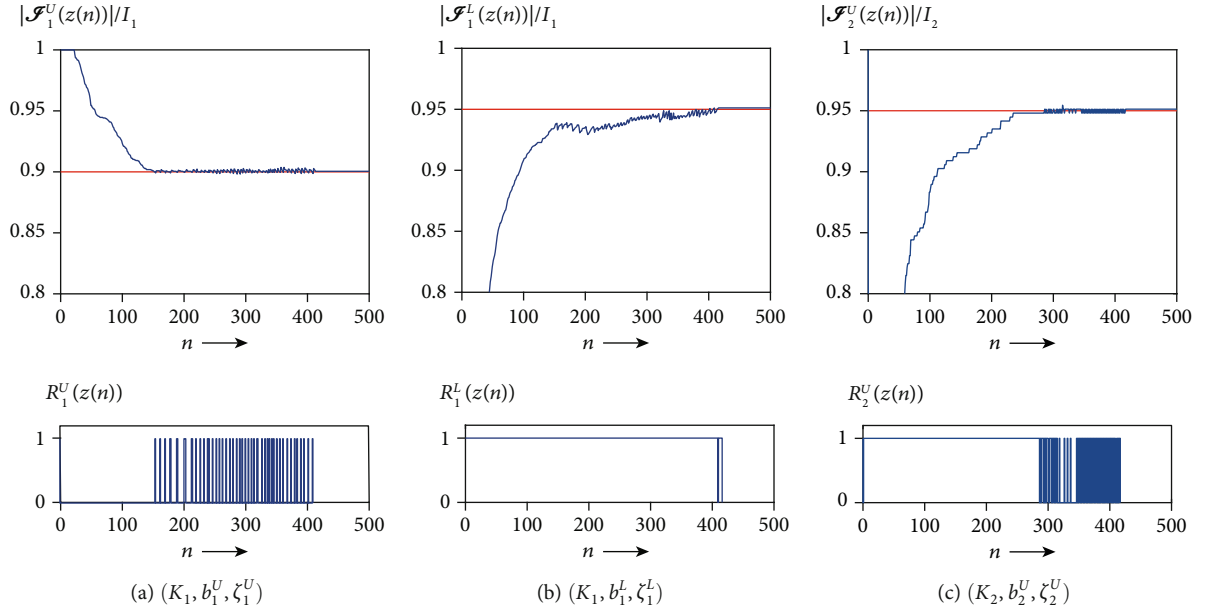 |𝓘₁ᵁ(z(n))|/I₁
1
0.95
0.9
0.85
0.8
0 100 200 300 400 500
n
|𝓘₁ᴸ(z(n))|/I₁
1
0.95
0.9
0.85
0.8
0 100 200 300 400 500
n
|𝓘₂ᵁ(z(n))|/I₂
1
0.95
0.9
0.85
0.8
0 100 200 300 400 500
n
R₁ᵁ(z(n))
1
0
0 100 200 300 400 500
n
(a) (K₁, b₁ᵁ, ζ₁ᵁ)
R₁ᴸ(z(n))
1
0
0 100 200 300 400 500
n
(b) (K₁, b₁ᴸ, ζ₁ᴸ)
R₂ᵁ(z(n))
1
0
0 100 200 300 400 500
n
(c) (K₂, b₂ᵁ, ζ₂ᵁ)